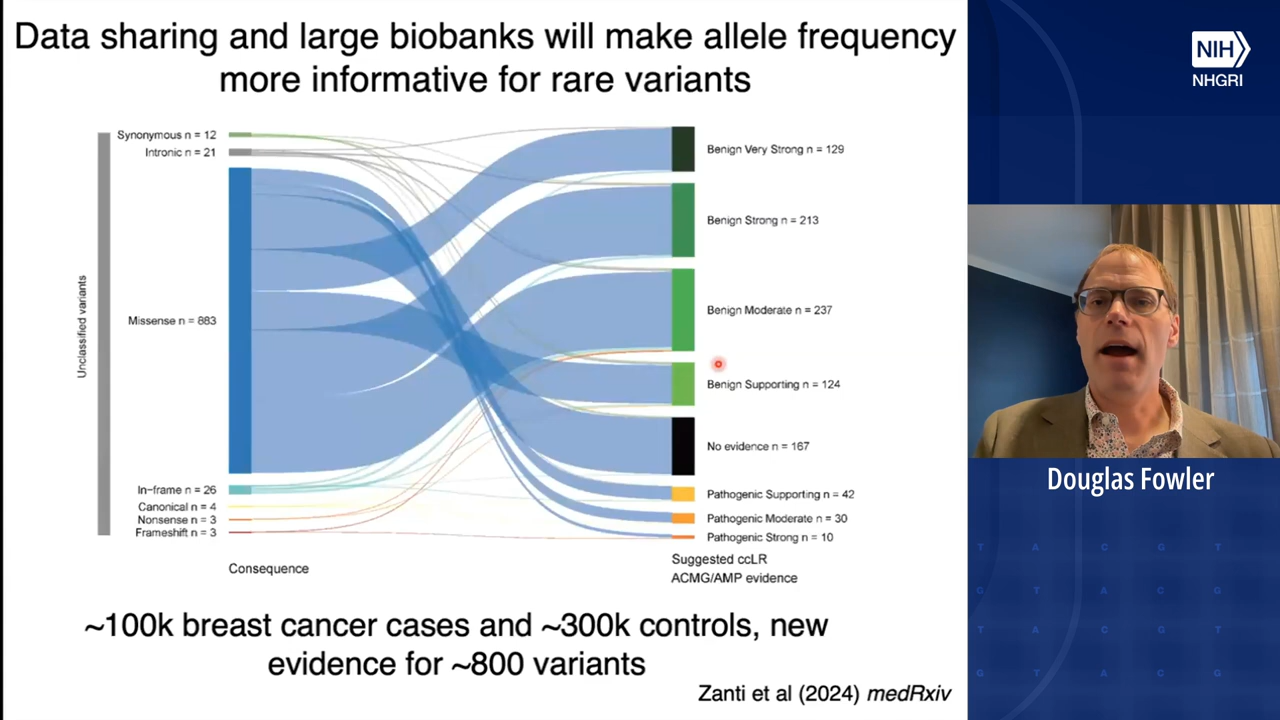 Data sharing and large biobanks will make allele frequency
more informative for rare variants
NIH
NHGRI
Unclassified variants
Synonymous n = 12
Intronic n = 21
Missense n = 883
In-frame n = 26
Canonical n = 4
Nonsense n = 3
Frameshift n = 3
Consequence
Benign Very Strong n = 129
Benign Strong n = 213
Benign Moderate n = 237
Benign Supporting n = 124
No evidence n = 167
Pathogenic Supporting n = 42
Pathogenic Moderate n = 30
Pathogenic Strong n = 10
Suggested ccLR
ACMG/AMP evidence
~100k breast cancer cases and ~300k controls, new
evidence for ~800 variants
Zanti et al (2024) medRxiv
Douglas Fowler
T A C G T
G T A C G
T A C G T
G T A C G